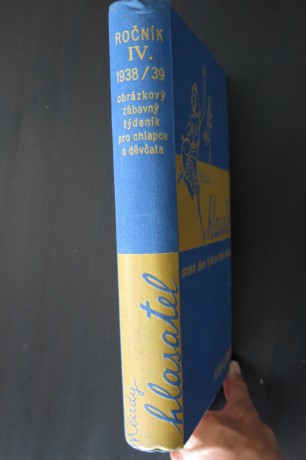 ROČNÍK
IV.
1938/39
obrázkový
zábavný
týdeník
pro chlapce
a děvčata
Mladý
hlasatel